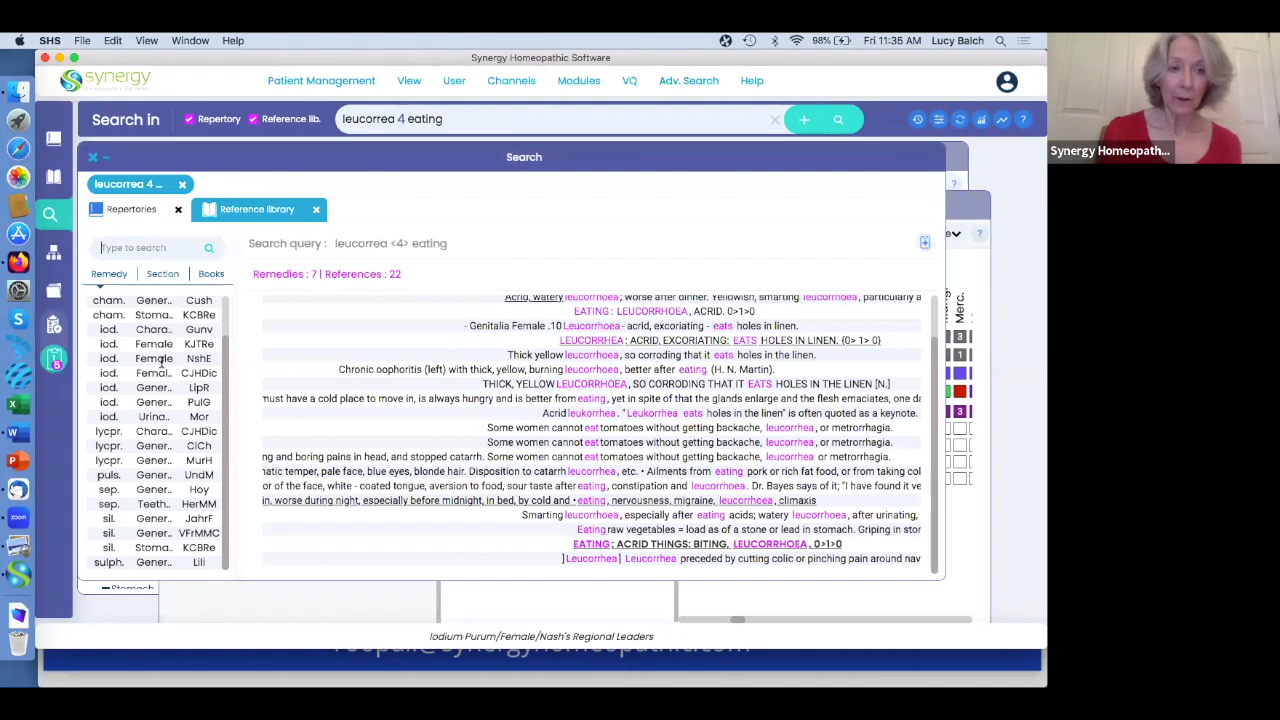 SHS File Edit View Window Help
98% Fri 11:35 AM Lucy Balch
Synergy Homeopathic Software
synergy
Patient Management View User Channels Modules VQ Adv. Search Help
Search in Repertory Reference lib. leucorrea 4 eating
Search
leucorrea 4 ...
Repertories Reference library
Type to search
Search query : leucorrea <4> eating
Remedy Section Books
Remedies : 7 | References : 22
cham. Gener.. Cush Acrid, watery leucorrhoea; worse after dinner. Yellowish, smarting leucorrhoea, particularly a
cham. Stoma.. KCBRe EATING : LEUCORRHOEA, ACRID. 0>1>0
iod. Chara.. Gunv - Genitalia Female .10 Leucorrhoea - acrid, excoriating - eats holes in linen.
iod. Female KJTRe LEUCORRHEA : ACRID, EXCORIATING: EATS HOLES IN LINEN. {0> 1> 0}
iod. Female NshE Thick yellow leucorrhoea, so corroding that it eats holes in the linen.
iod. Femal.. CJHDic Chronic oophoritis (left) with thick, yellow, burning leucorrhoea, better after eating (H. N. Martin).
iod. Gener.. LipR THICK, YELLOW LEUCORRHOEA, SO CORRODING THAT IT EATS HOLES IN THE LINEN [N.]
iod. Gener.. PulG must have a cold place to move in, is always hungry and is better from eating, yet in spite of that the glands enlarge and the flesh emaciates, one da
iod. Urina.. Mor Acrid leukorrhea. "Leukorrhea eats holes in the linen" is often quoted as a keynote.
lycpr. Chara.. CJHDic Some women cannot eat tomatoes without getting backache, leucorrhea, or metrorrhagia.
lycpr. Gener.. ClCh Some women cannot eat tomatoes without getting backache, leucorrhea, or metrorrhagia.
lycpr. Gener.. MurH ng and boring pains in head, and stopped catarrh. Some women cannot eat tomatoes without getting backache, leucorrhea or metrorrhagia.
puls. Gener.. UndM natic temper, pale face, blue eyes, blonde hair. Disposition to catarrh leucorrhea, etc. • Ailments from eating pork or rich fat food, or from taking col
sep. Gener.. Hoy or of the face, white - coated tongue, aversion to food, sour taste after eating, constipation and leucorrhea. Dr. Bayes says of it; "I have found it ve
sep. Teeth.. HerMM in, worse during night, especially before midnight, in bed, by cold and • eating, nervousness, migraine, leucorrhoea, climaxis
sil. Gener.. JahrF Smarting leucorrhoea, especially after eating acids; watery leucorrhoea, after urinating,
sil. Gener.. VFrMMC Eating raw vegetables = load as of a stone or lead in stomach. Griping in stor
sil. Stoma.. KCBRe EATING : ACRID THINGS: BITING, LEUCORRHOEA, 0>1>0
sulph. Gener.. Lili ] Leucorrhea] Leucorrhea preceded by cutting colic or pinching pain around nav
Stomach
Iodium Purum/Female/Nash's Regional Leaders
roopali@synergyhomeopathic.com
Merc.
3
1
3
Synergy Homeopath...
zoom